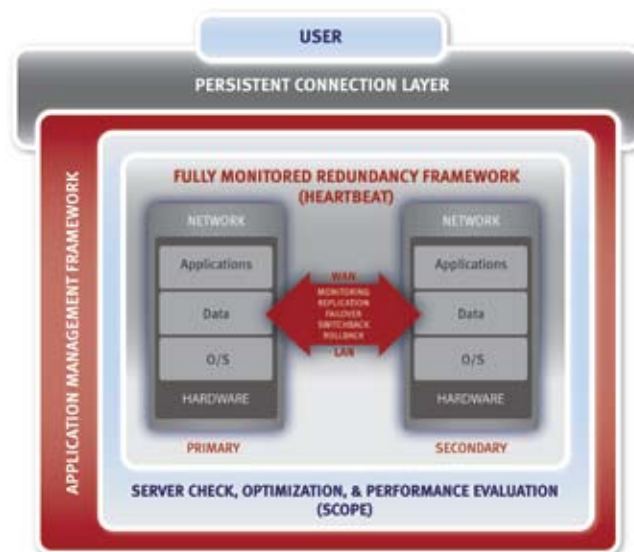 USER
PERSISTENT CONNECTION LAYER
APPLICATION MANAGEMENT FRAMEWORK
FULLY MONITORED REDUNDANCY FRAMEWORK
(HEARTBEAT)
NETWORK
Applications
Data
O/S
HARDWARE
PRIMARY
WAN
MONITORING
REPLICATION
FAILOVER
SWITCHBACK
ROLLBACK
LAN
NETWORK
Applications
Data
O/S
HARDWARE
SECONDARY
SERVER CHECK, OPTIMIZATION, & PERFORMANCE EVALUATION
(SCOPE)